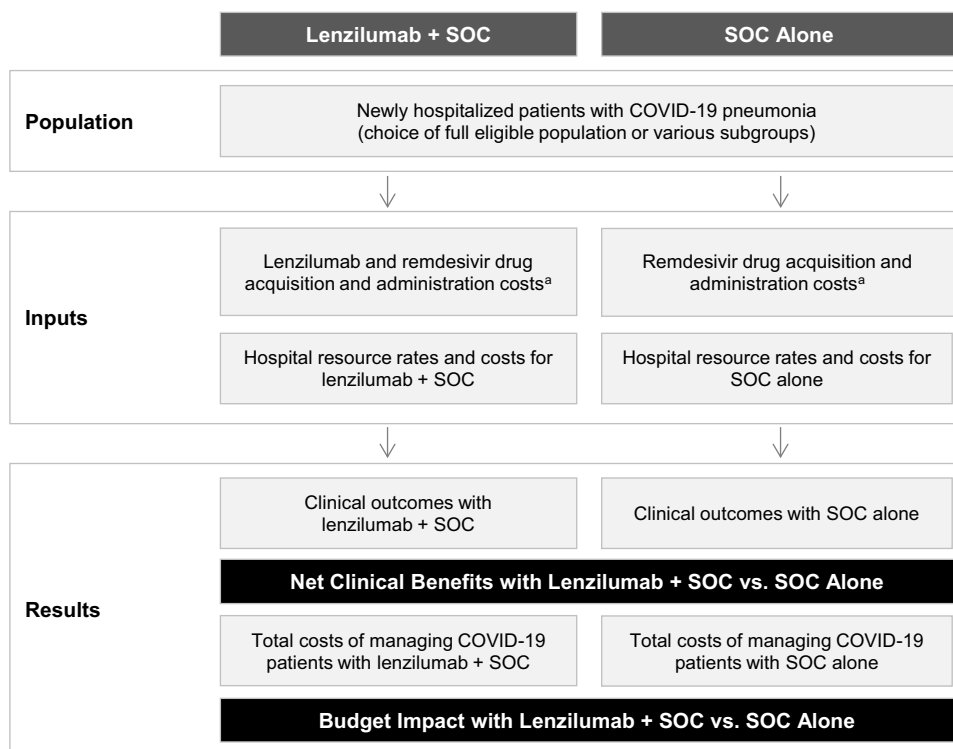 Lenzilumab + SOC
SOC Alone
Population
Newly hospitalized patients with COVID-19 pneumonia
(choice of full eligible population or various subgroups)
Inputs
Lenzilumab and remdesivir drug
acquisition and administration costsᵃ
Remdesivir drug acquisition and
administration costsᵃ
Hospital resource rates and costs for
lenzilumab + SOC
Hospital resource rates and costs for
SOC alone
Results
Clinical outcomes with
lenzilumab + SOC
Clinical outcomes with SOC alone
Net Clinical Benefits with Lenzilumab + SOC vs. SOC Alone
Total costs of managing COVID-19
patients with lenzilumab + SOC
Total costs of managing COVID-19
patients with SOC alone
Budget Impact with Lenzilumab + SOC vs. SOC Alone